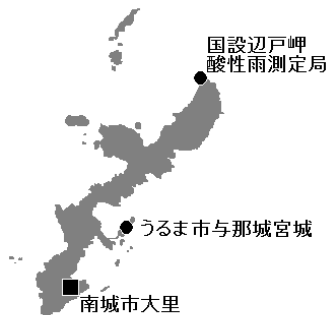 国設辺戸岬
酸性雨測定局
うるま市与那城宮城
南城市大里